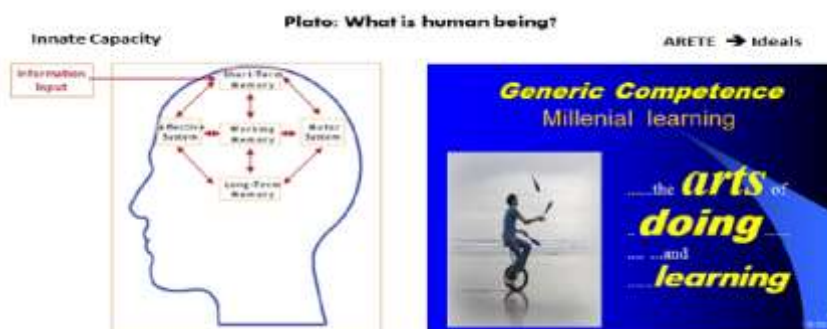 Plato: What is human being?
Innate Capacity
ARETE → Ideals
Information
Input
Short-Term
Memory
Affective
System
Working
Memory
Motor
System
Long-Term
Memory
Generic Competence
Millenial learning
......the arts of
.. doing ....
.... ...and
.....learning